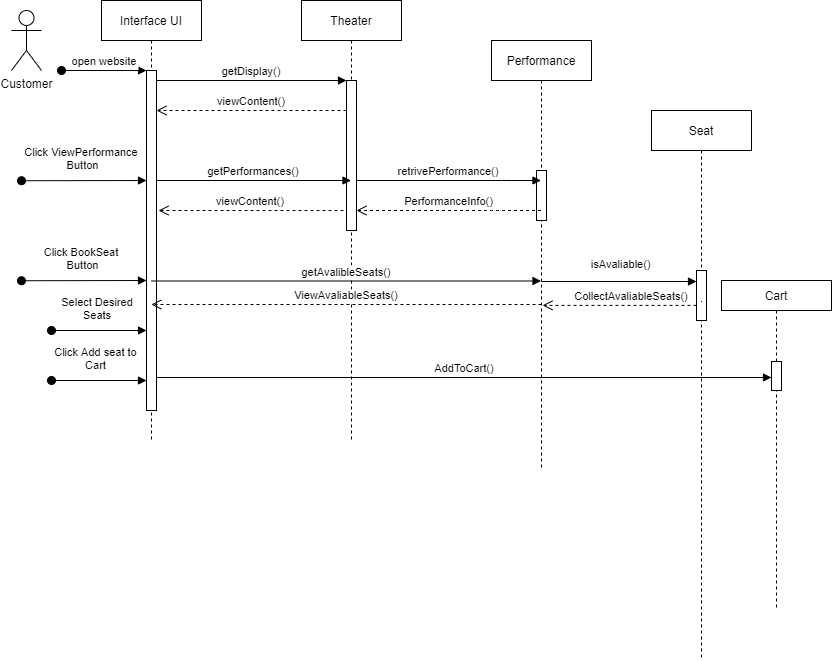 Interface UI
Theater
Performance
Seat
Cart
Customer
open website
getDisplay()
viewContent()
Click ViewPerformance
Button
getPerformances()
retrivePerformance()
viewContent()
PerformanceInfo()
Click BookSeat
Button
getAvalibleSeats()
isAvaliable()
ViewAvaliableSeats()
CollectAvaliableSeats()
Select Desired
Seats
Click Add seat to
Cart
AddToCart()